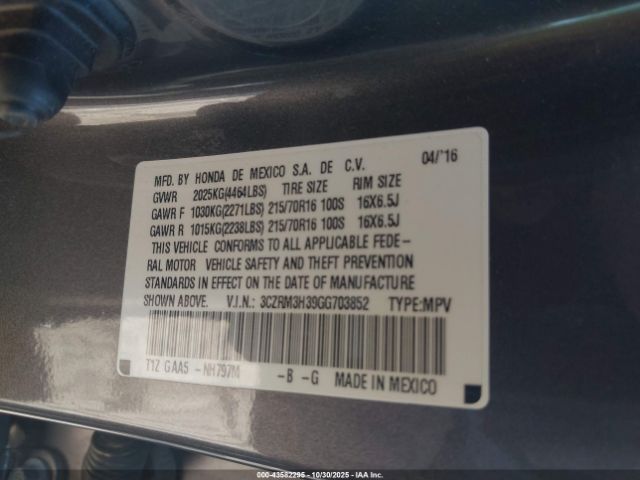 MFD. BY HONDA DE MEXICO S.A. DE C.V. 04/'16
GVWR 2025KG(4464LBS) TIRE SIZE RIM SIZE
GAWR F 1030KG(2271LBS) 215/70R16 100S 16X6.5J
GAWR R 1015KG(2238LBS) 215/70R16 100S 16X6.5J
THIS VEHICLE CONFORMS TO ALL APPLICABLE FEDE-
RAL MOTOR VEHICLE SAFETY AND THEFT PREVENTION
STANDARDS IN EFFECT ON THE DATE OF MANUFACTURE
SHOWN ABOVE. V.I.N.: 3CZRM3H39GG703852 TYPE:MPV
T1Z GAA5 -NH797M -B -G MADE IN MEXICO
000-43582295 - 10/30/2025 - IAA Inc.